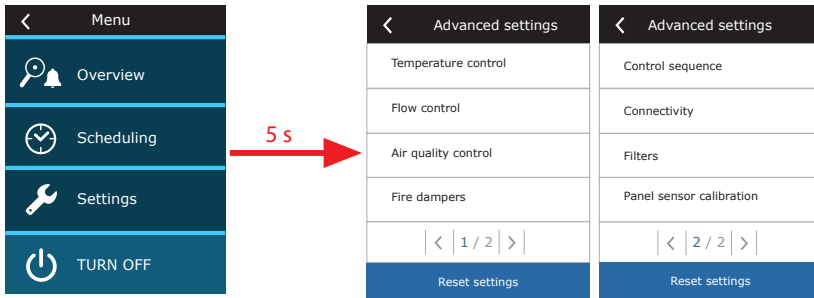 Menu
Overview
Scheduling
Settings
TURN OFF
5 s
Advanced settings
Temperature control
Flow control
Air quality control
Fire dampers
1 / 2
Reset settings
Advanced settings
Control sequence
Connectivity
Filters
Panel sensor calibration
2 / 2
Reset settings